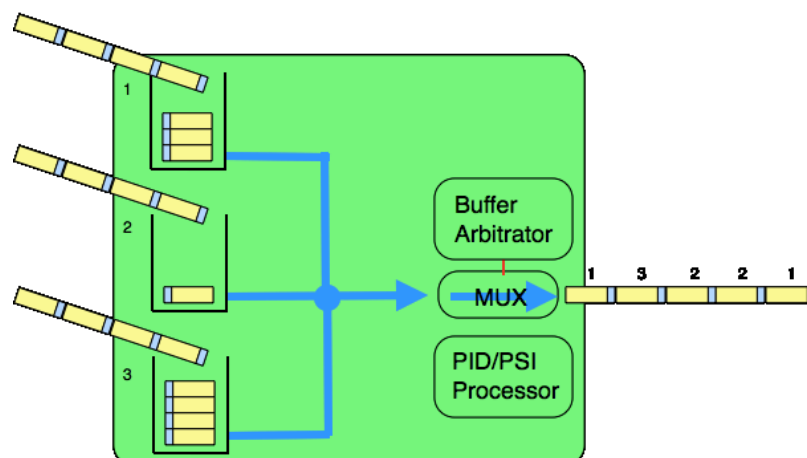 1
2
3
Buffer
Arbitrator
MUX
PID/PSI
Processor
1 3 2 2 1